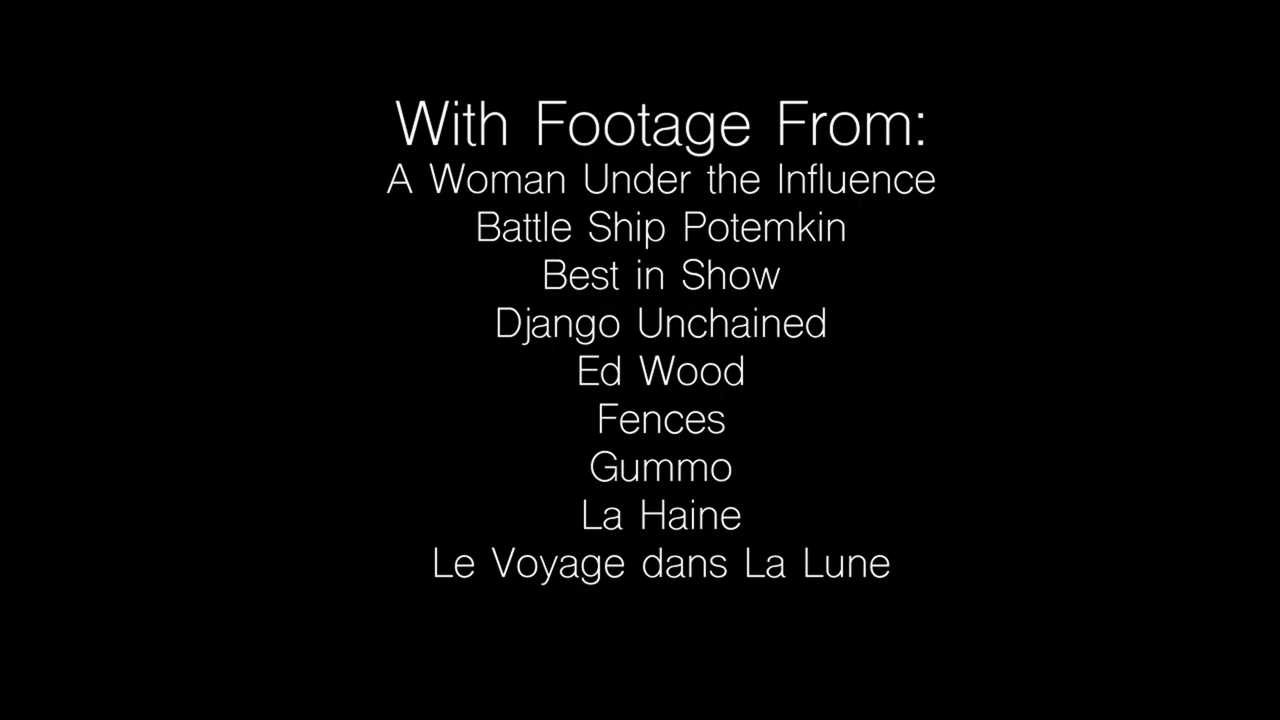 With Footage From:
A Woman Under the Influence
Battle Ship Potemkin
Best in Show
Django Unchained
Ed Wood
Fences
Gummo
La Haine
Le Voyage dans La Lune